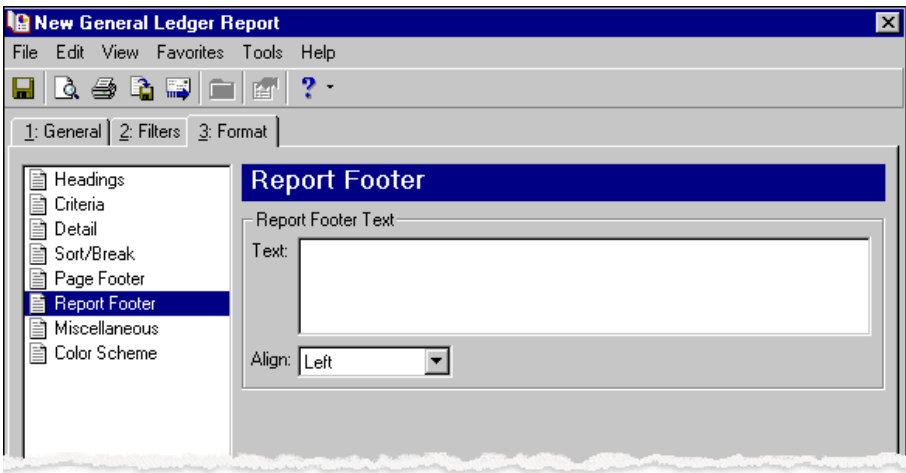 New General Ledger Report
File Edit View Favorites Tools Help
1: General 2: Filters 3: Format
Headings
Criteria
Detail
Sort/Break
Page Footer
Report Footer
Miscellaneous
Color Scheme
Report Footer
Report Footer Text
Text:
Align: Left